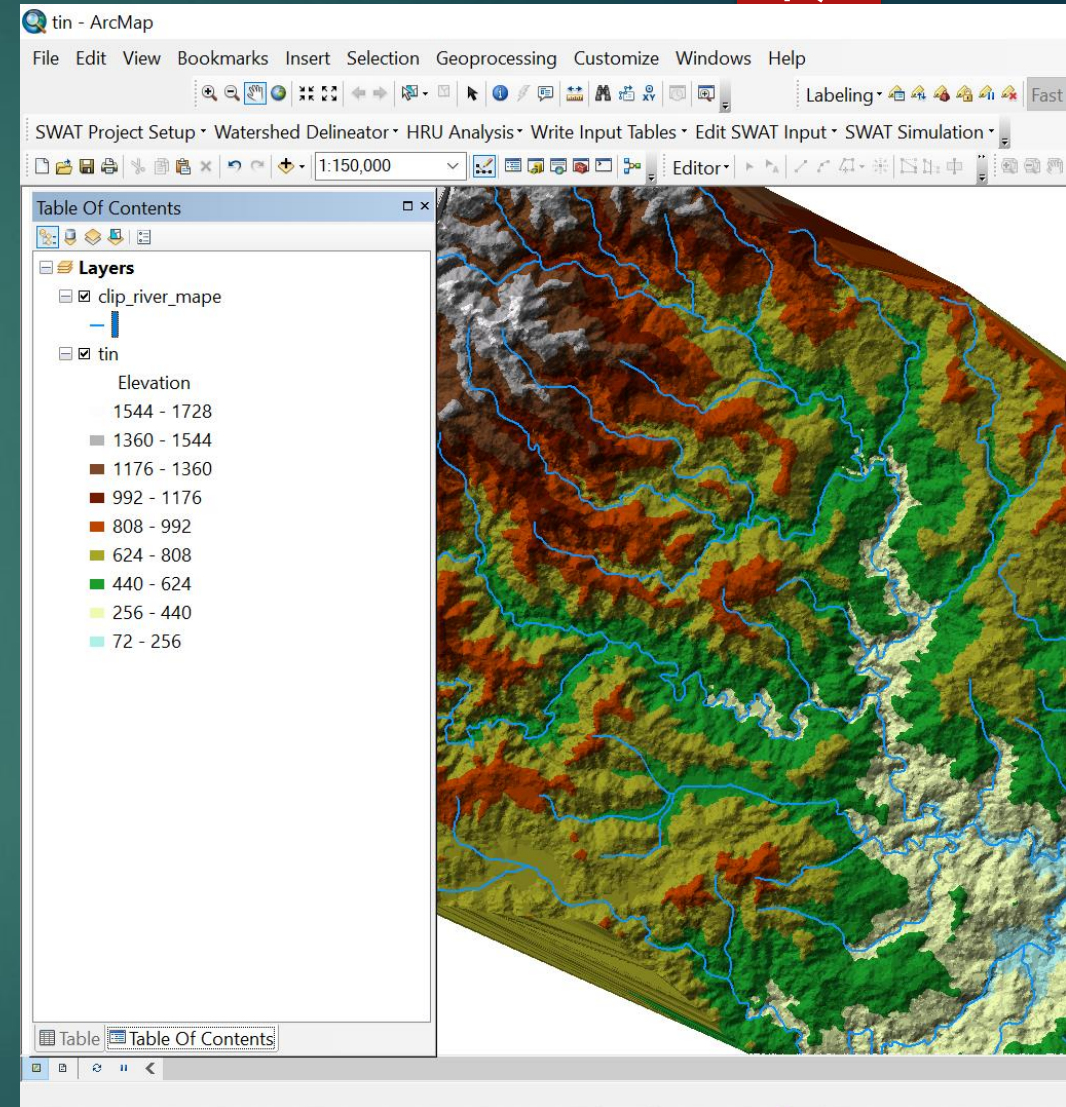 tin - ArcMap
File Edit View Bookmarks Insert Selection Geoprocessing Customize Windows Help
Labeling Fast
SWAT Project Setup Watershed Delineator HRU Analysis Write Input Tables Edit SWAT Input SWAT Simulation
1:150,000 Editor
Table Of Contents
Layers
clip_river_mape
tin
Elevation
1544 - 1728
1360 - 1544
1176 - 1360
992 - 1176
808 - 992
624 - 808
440 - 624
256 - 440
72 - 256
Table Table Of Contents